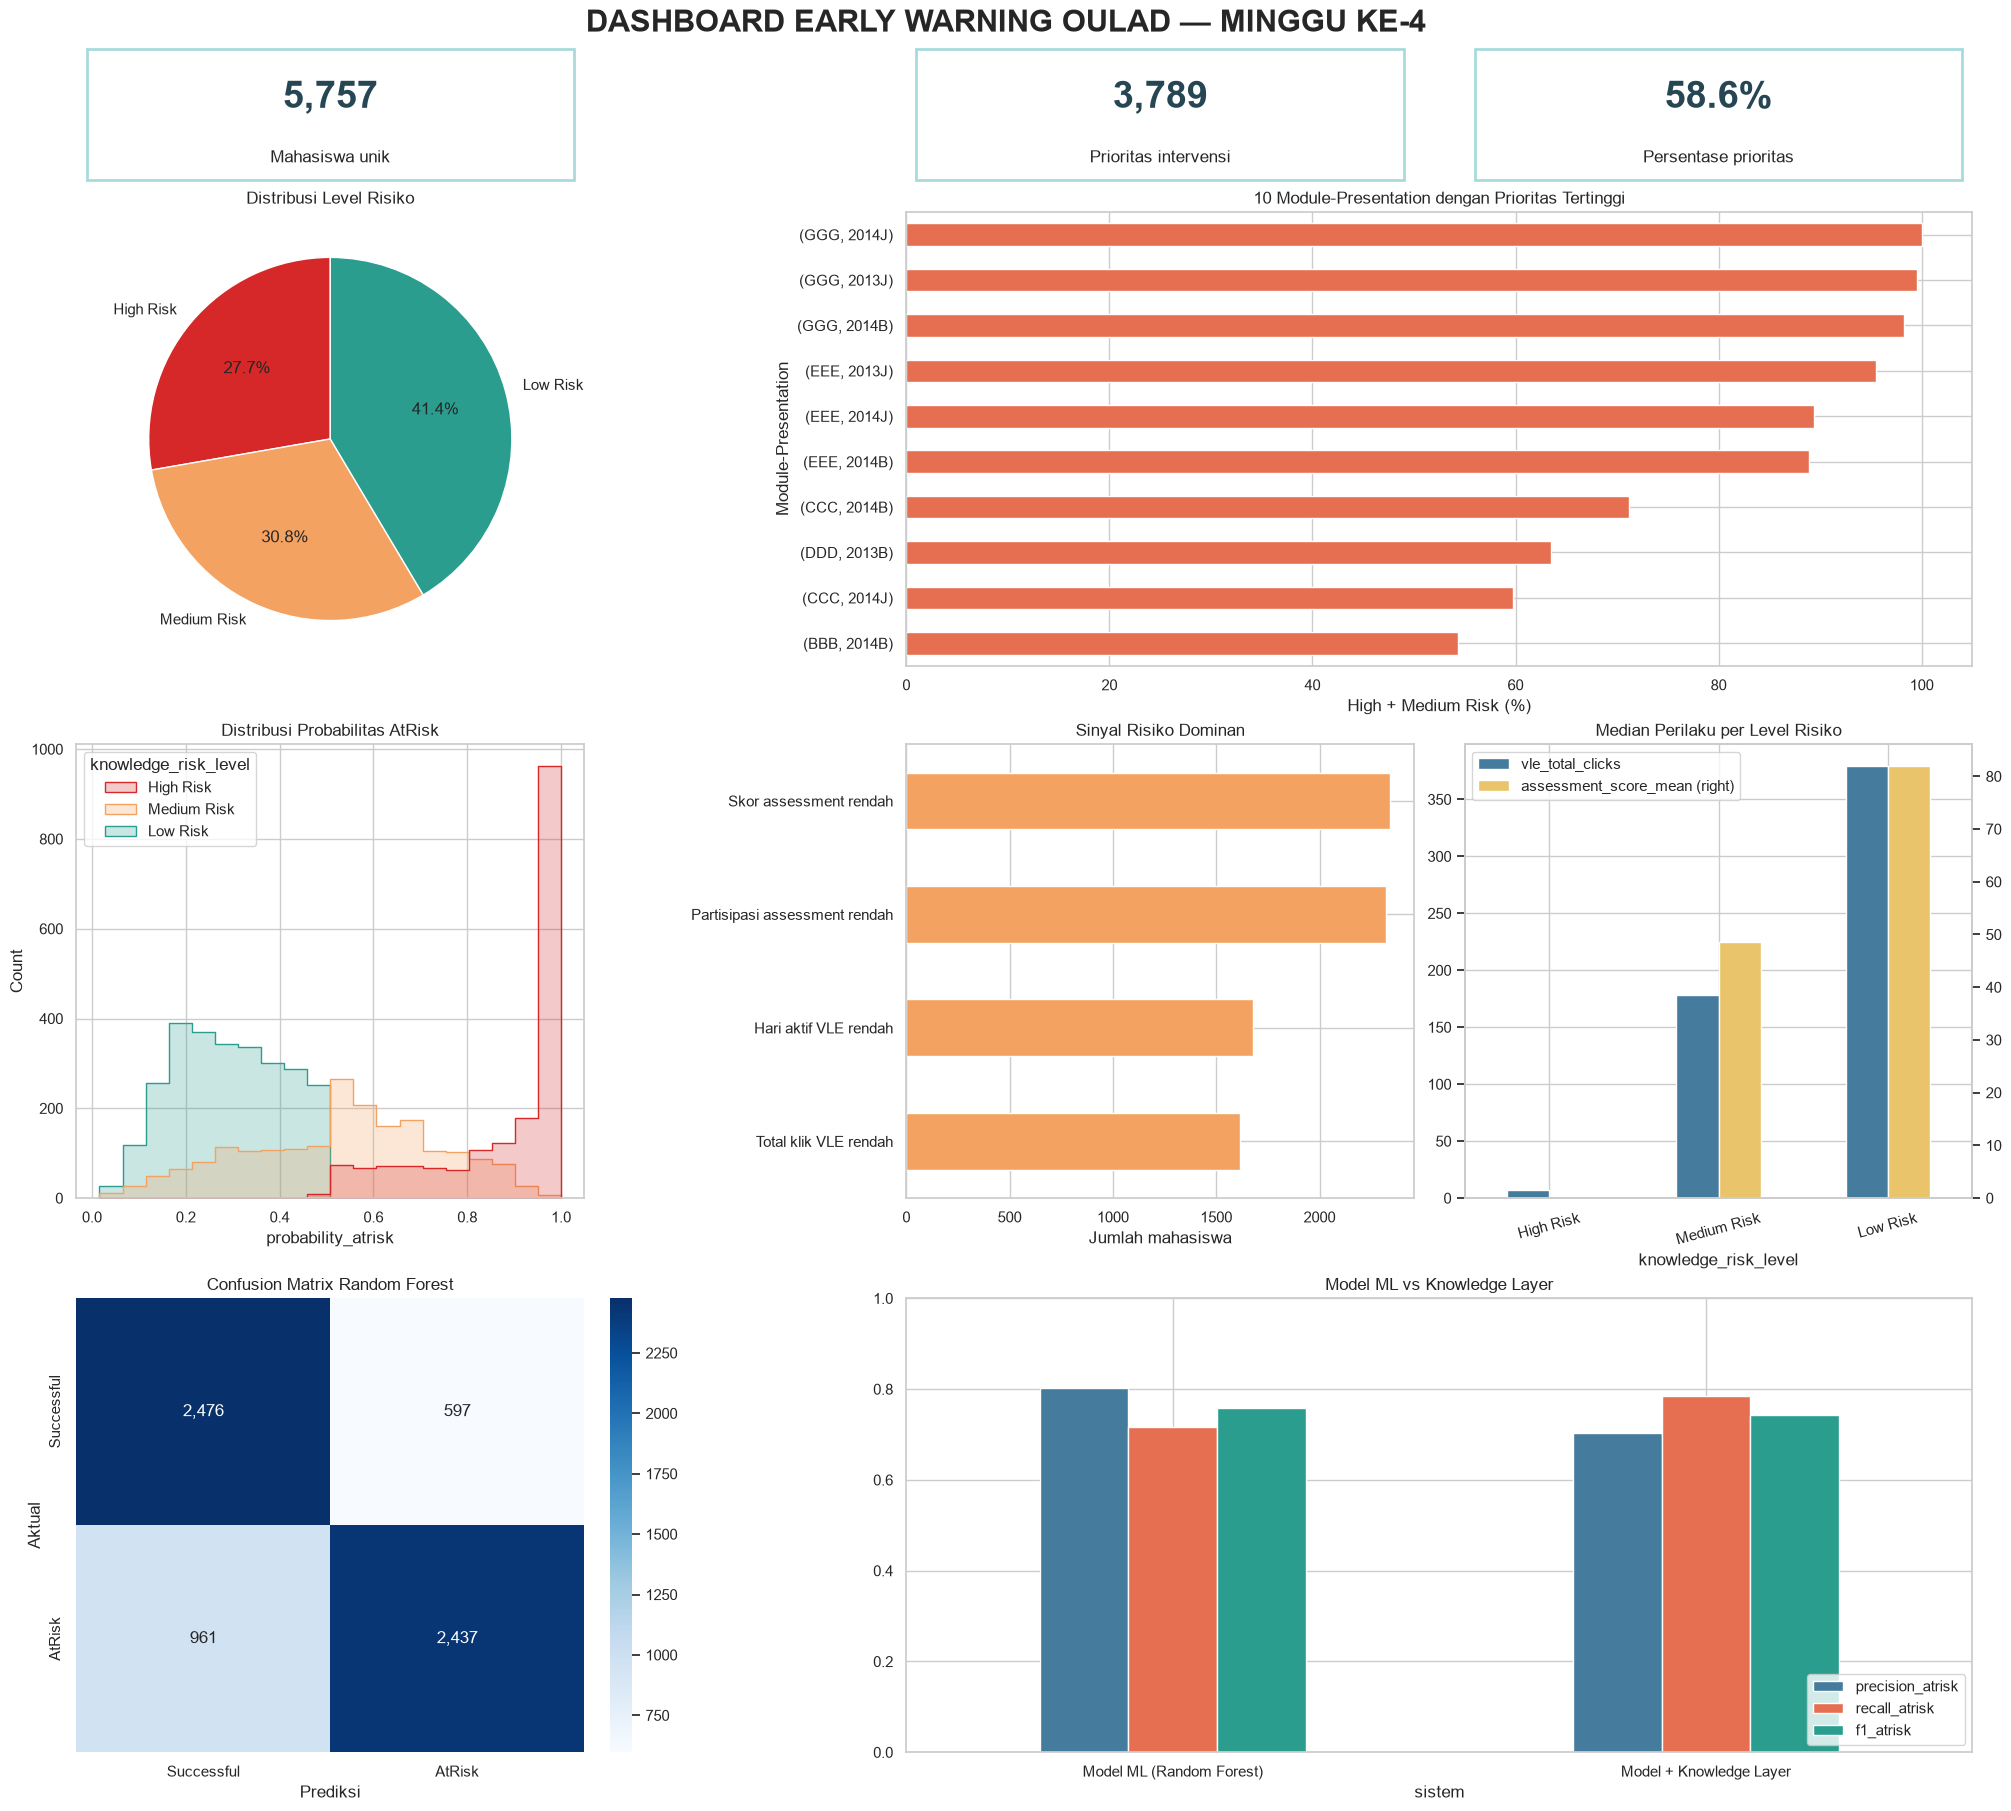 DASHBOARD EARLY WARNING OULAD — MINGGU KE-4
5,757
Mahasiswa unik
3,789
Prioritas intervensi
58.6%
Persentase prioritas
Distribusi Level Risiko
High Risk
27.7%
Low Risk
41.4%
30.8%
Medium Risk
10 Module-Presentation dengan Prioritas Tertinggi
Module-Presentation
(GGG, 2014J)
(GGG, 2013J)
(GGG, 2014B)
(EEE, 2013J)
(EEE, 2014J)
(EEE, 2014B)
(CCC, 2014B)
(DDD, 2013B)
(CCC, 2014J)
(BBB, 2014B)
0 20 40 60 80 100
High + Medium Risk (%)
Distribusi Probabilitas AtRisk
knowledge_risk_level
High Risk
Medium Risk
Low Risk
Count
1000
800
600
400
200
0
0.0 0.2 0.4 0.6 0.8 1.0
probability_atrisk
Sinyal Risiko Dominan
Skor assessment rendah
Partisipasi assessment rendah
Hari aktif VLE rendah
Total klik VLE rendah
0 500 1000 1500 2000
Jumlah mahasiswa
Median Perilaku per Level Risiko
vle_total_clicks
assessment_score_mean (right)
350
300
250
200
150
100
50
0
80
70
60
50
40
30
20
10
0
High Risk Medium Risk Low Risk
knowledge_risk_level
Confusion Matrix Random Forest
Aktual
Successful
2,476 597
AtRisk
961 2,437
Successful AtRisk
Prediksi
2250
2000
1750
1500
1250
1000
750
Model ML vs Knowledge Layer
1.0
0.8
0.6
0.4
0.2
0.0
precision_atrisk
recall_atrisk
f1_atrisk
Model ML (Random Forest) Model + Knowledge Layer
sistem